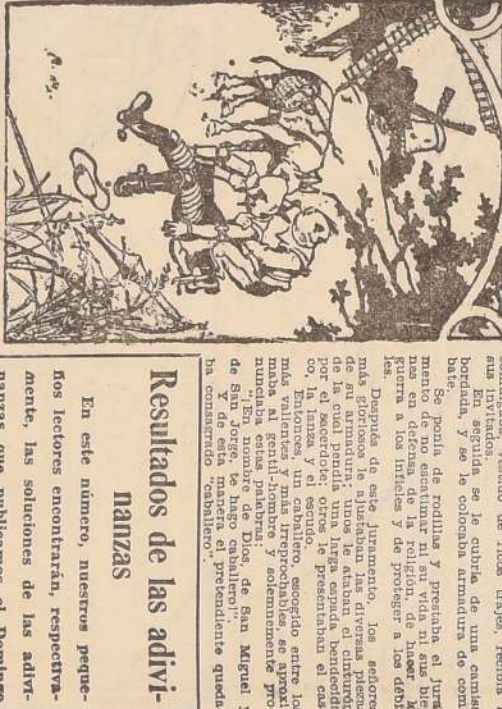 sus invitados.
En seguida se le cubría de una camisa
bordada, y se le colocaba armadura de com-
bate.
Se ponía de rodillas y prestaba el jura-
mento de no escatimar ni su vida ni sus bie-
nes en defensa de la religión, de hacer
guerra a los infieles y de proteger a los débi-
les.
Después de este juramento, los señores
más gloriosos le ajustaban las diversas piezas
de su armadura: unos le ataban el cinturón
de la cual pendía una larga espada bendecida
por el sacerdote; otros le presentaban el cas-
co, la lanza y el escudo.
Entonces, un caballero, escogido entre los
más valientes y más irreprochables, se aproxi-
maba al gentil-hombre y solemnemente pro-
nunciaba estas palabras:
"¡En nombre de Dios, de San Miguel y
de San Jorge, te hago caballero!".
Y de esta manera el pretendiente queda-
ba consagrado "caballero".
Resultados de las adivi-
nanzas
En este número, nuestros peque-
ños lectores encontrarán, respectiva-
mente, las soluciones de las adivi-
nanzas que publicamos el Domingo